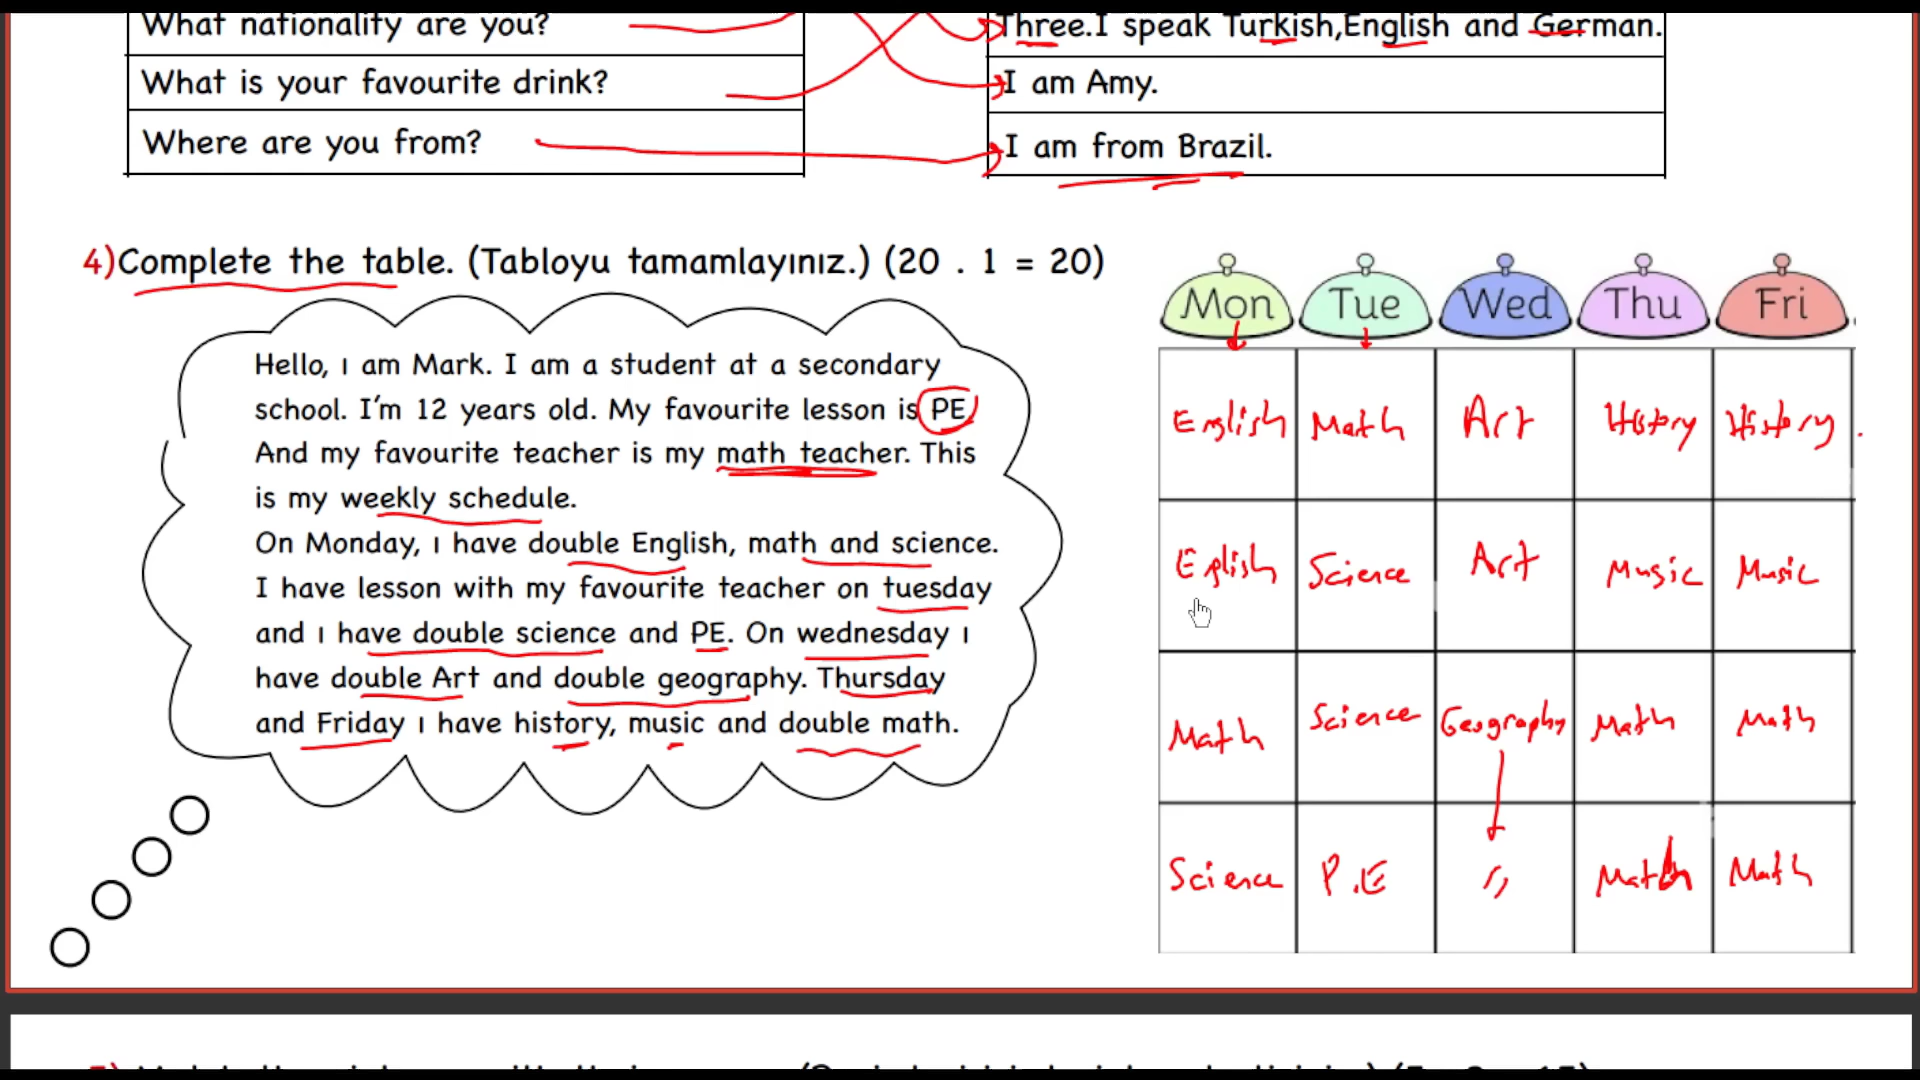 What nationality are you?
Three.I speak Turkish,English and German.
What is your favourite drink?
I am Amy.
Where are you from?
I am from Brazil.
4)Complete the table. (Tabloyu tamamlayınız.) (20 . 1 = 20)
Hello, ı am Mark. I am a student at a secondary
school. I'm 12 years old. My favourite lesson is PE.
And my favourite teacher is my math teacher. This
is my weekly schedule.
On Monday, ı have double English, math and science.
I have lesson with my favourite teacher on tuesday
and ı have double science and PE. On wednesday ı
have double Art and double geography. Thursday
and Friday ı have history, music and double math.
Mon Tue Wed Thu Fri
English Math Art History History
English Science Art Music Music
Math Science Geography Math Math
Science P.E " Math Math